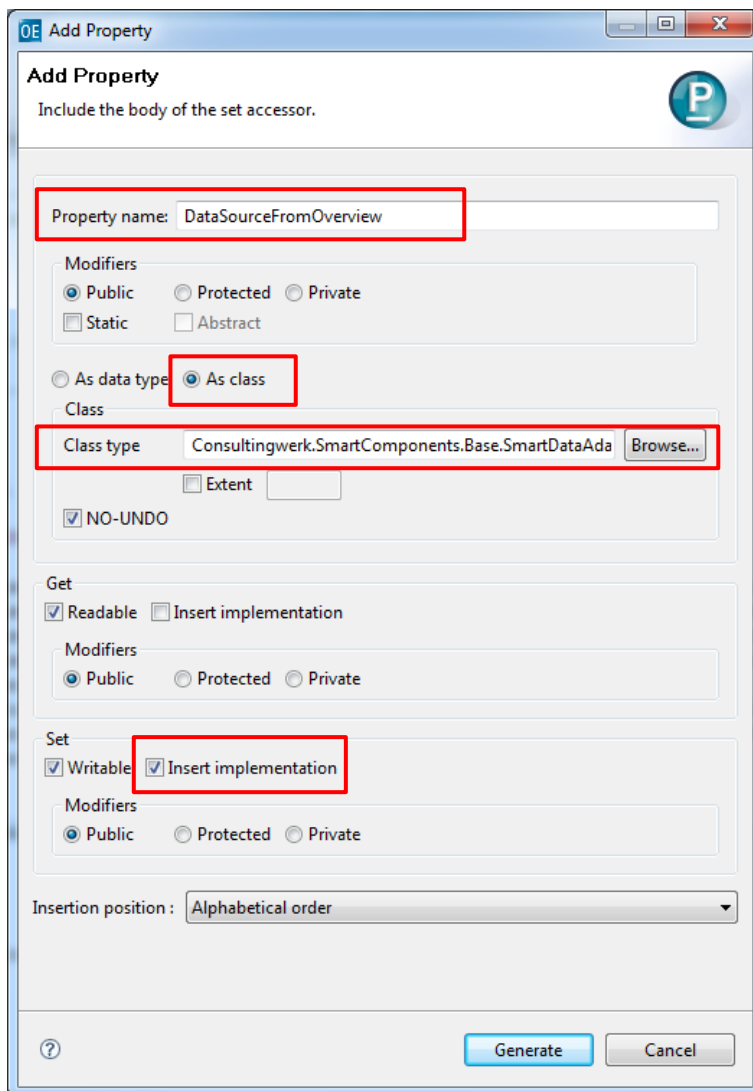 OE Add Property
Add Property
Include the body of the set accessor.
P
Property name: DataSourceFromOverview
Modifiers
Public Protected Private
Static Abstract
As data type As class
Class
Class type Consultingwerk.SmartComponents.Base.SmartDataAda Browse...
Extent
NO-UNDO
Get
Readable Insert implementation
Modifiers
Public Protected Private
Set
Writable Insert implementation
Modifiers
Public Protected Private
Insertion position : Alphabetical order
? Generate Cancel